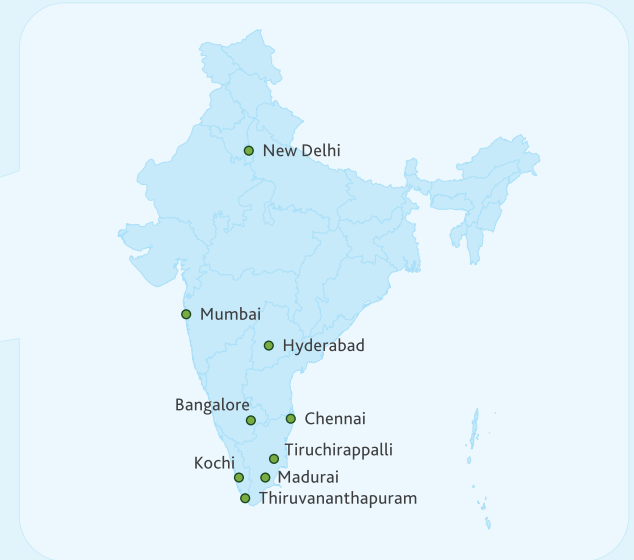 New Delhi
Mumbai
Hyderabad
Bangalore
Chennai
Tiruchirappalli
Kochi
Madurai
Thiruvananthapuram